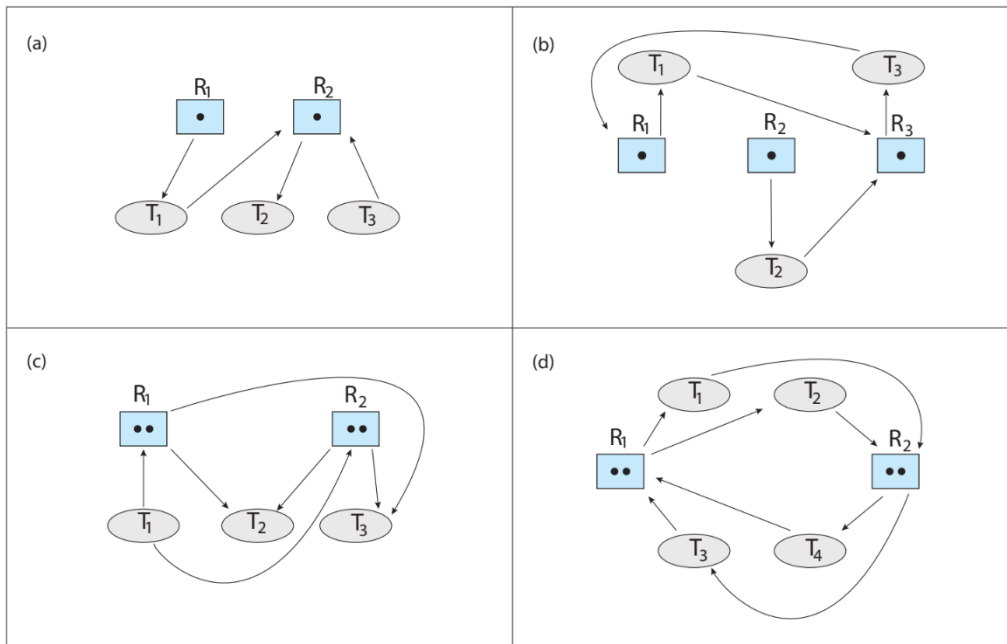 (a)
R1 R2
T1 T2 T3
(b)
T1 T3
R1 R2 R3
T2
(c)
R1 R2
T1 T2 T3
(d)
T1 T2
R1 R2
T3 T4